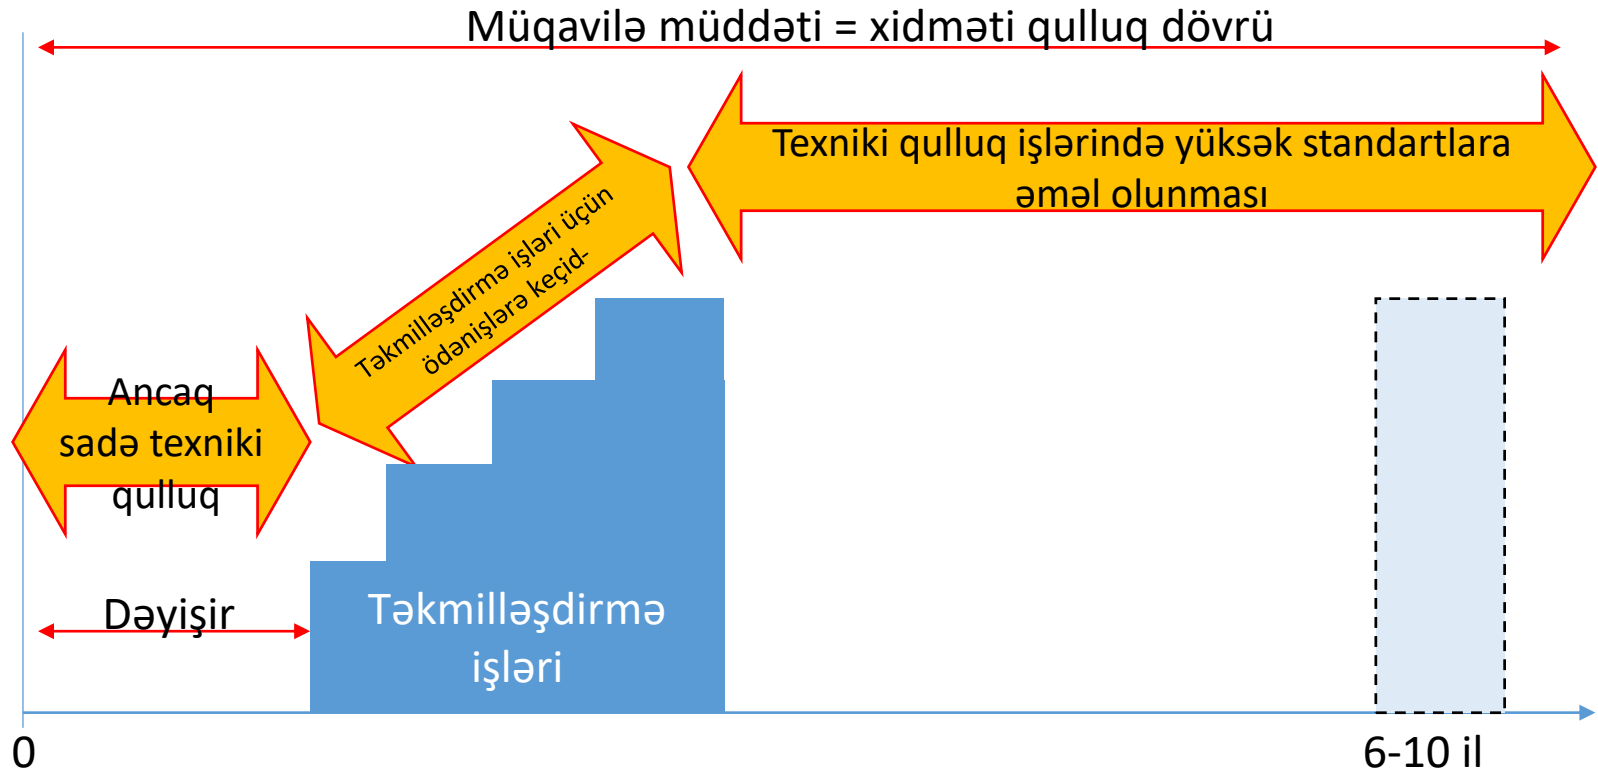 Müqavilə müddəti = xidməti qulluq dövrü
Texniki qulluq işlərində yüksək standartlara
əməl olunması
Təkmilləşdirmə işləri üçün
ödənişlərə keçid-
Ancaq
sadə texniki
qulluq
Dəyişir
Təkmilləşdirmə
işləri
0
6-10 il